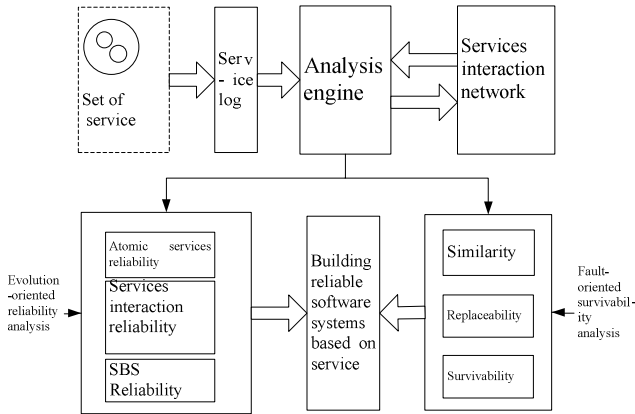 Set of
service
Serv
- ice
log
Analysis
engine
Services
interaction
network
Evolution
-oriented
reliability
analysis
Atomic services
reliability
Services
interaction
reliability
SBS
Reliability
Building
reliable
software
systems
based on
service
Similarity
Replaceability
Survivability
Fault-
oriented
survivabil-
ity
analysis